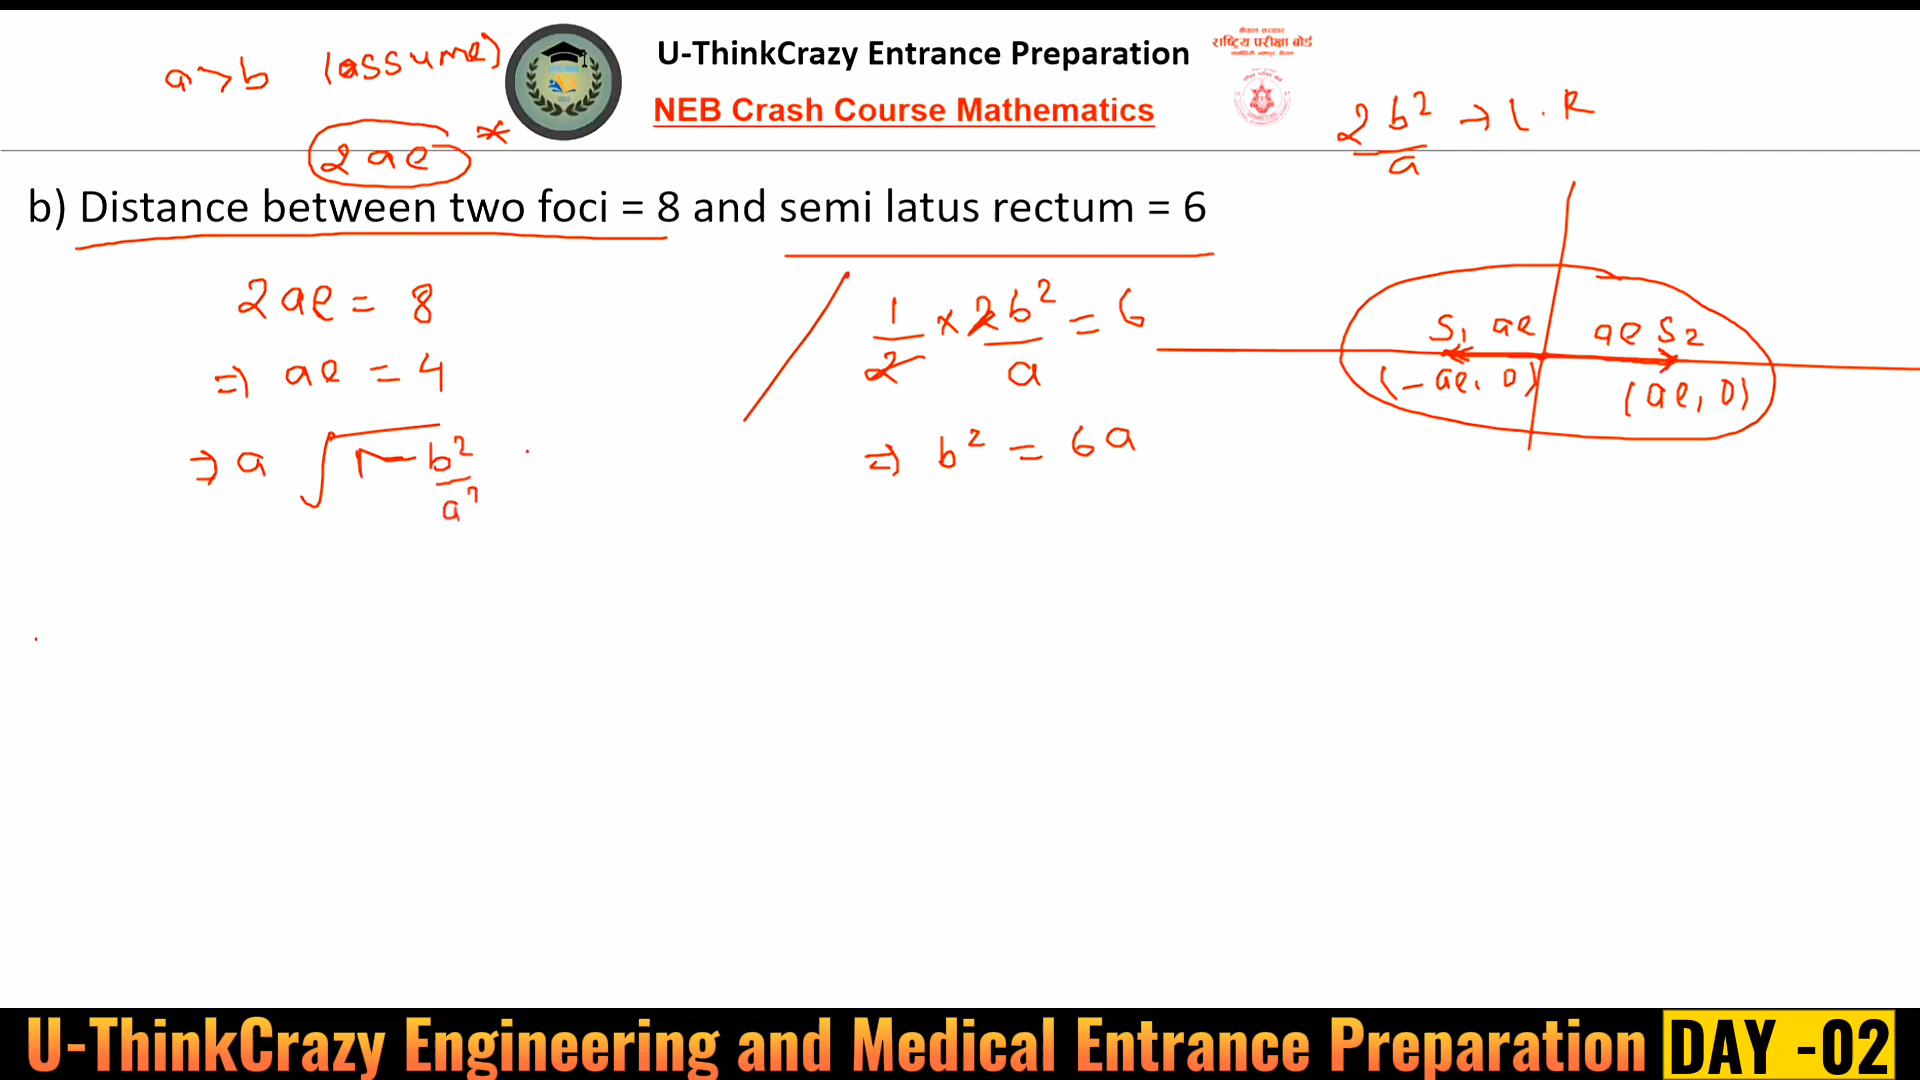 a > b (assume)
U-ThinkCrazy Entrance Preparation
राष्ट्रिय परीक्षा बोर्ड
NEB Crash Course Mathematics
2b²/a → L.R
2ae *
b) Distance between two foci = 8 and semi latus rectum = 6
2ae = 8
⇒ ae = 4
⇒ a √1 - b²/a²
1/2 × 2b²/a = 6
⇒ b² = 6a
S₁ ae ae S₂
(-ae, 0) (ae, 0)
U-ThinkCrazy Engineering and Medical Entrance Preparation DAY -02